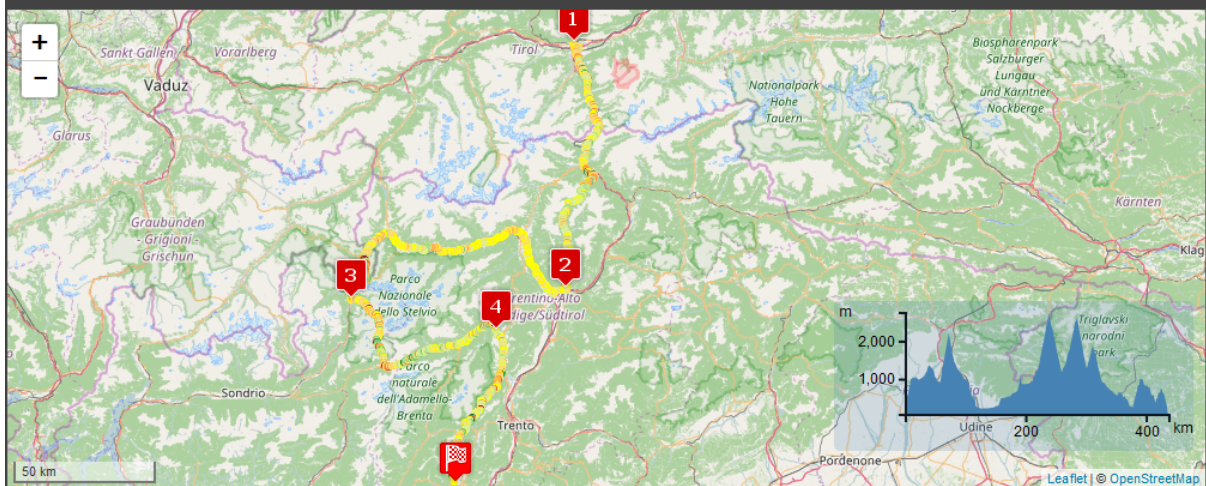 +
−
1
Tirol
Sankt Gallen
Vorarlberg
Vaduz
Glarus
Biosphärenpark
Salzburger
Lungau
und Kärntner
Nockberge
Nationalpark
Hohe
Tauern
Kärnten
Klag
Graubünden
- Grigioni -
Grischun
3
Parco
Nazionale
dello Stelvio
2
4
rentino-Alto
dige/Südtirol
Sondrio
Parco
naturale
dell'Adamello-
Brenta
Trento
m
2,000
1,000
200
400
km
Triglavski
narodni
park
Udine
Pordenone
50 km
Leaflet | © OpenStreetMap